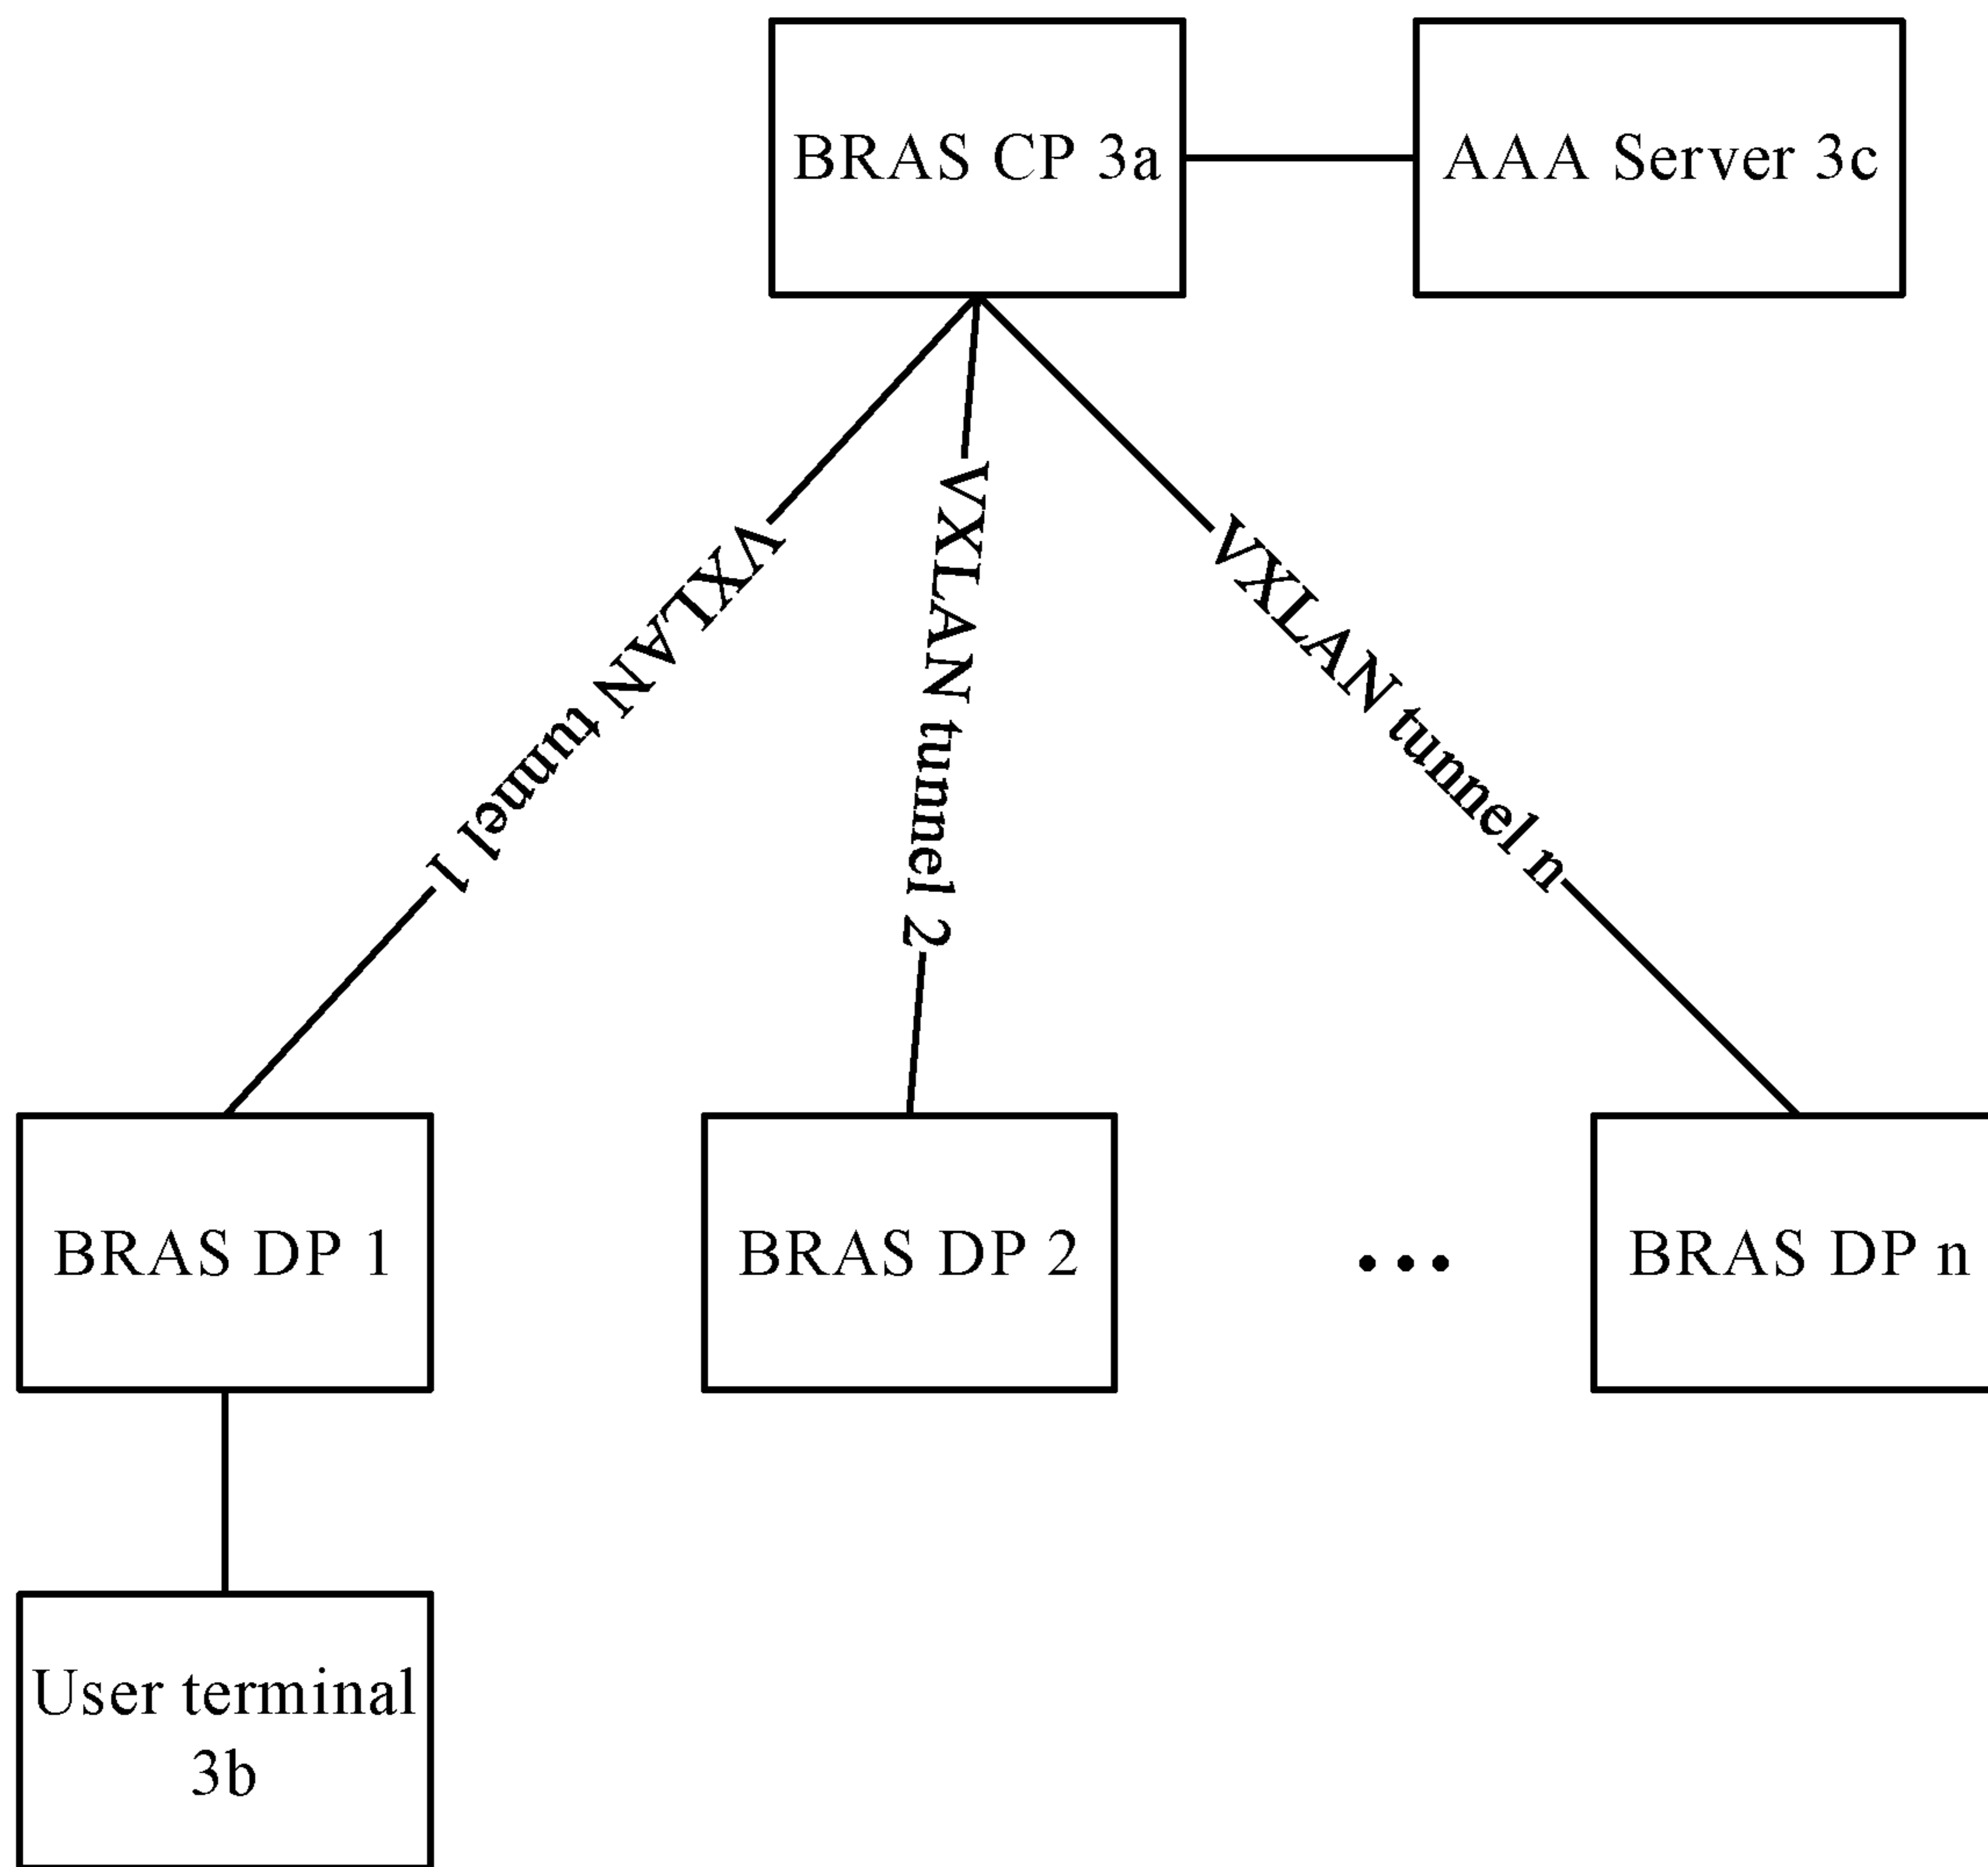 BRAS CP 3a
AAA Server 3c
VXLAN tunnel 1
VXLAN tunnel 2
VXLAN tunnel n
BRAS DP 1
BRAS DP 2
...
BRAS DP n
User terminal
3b